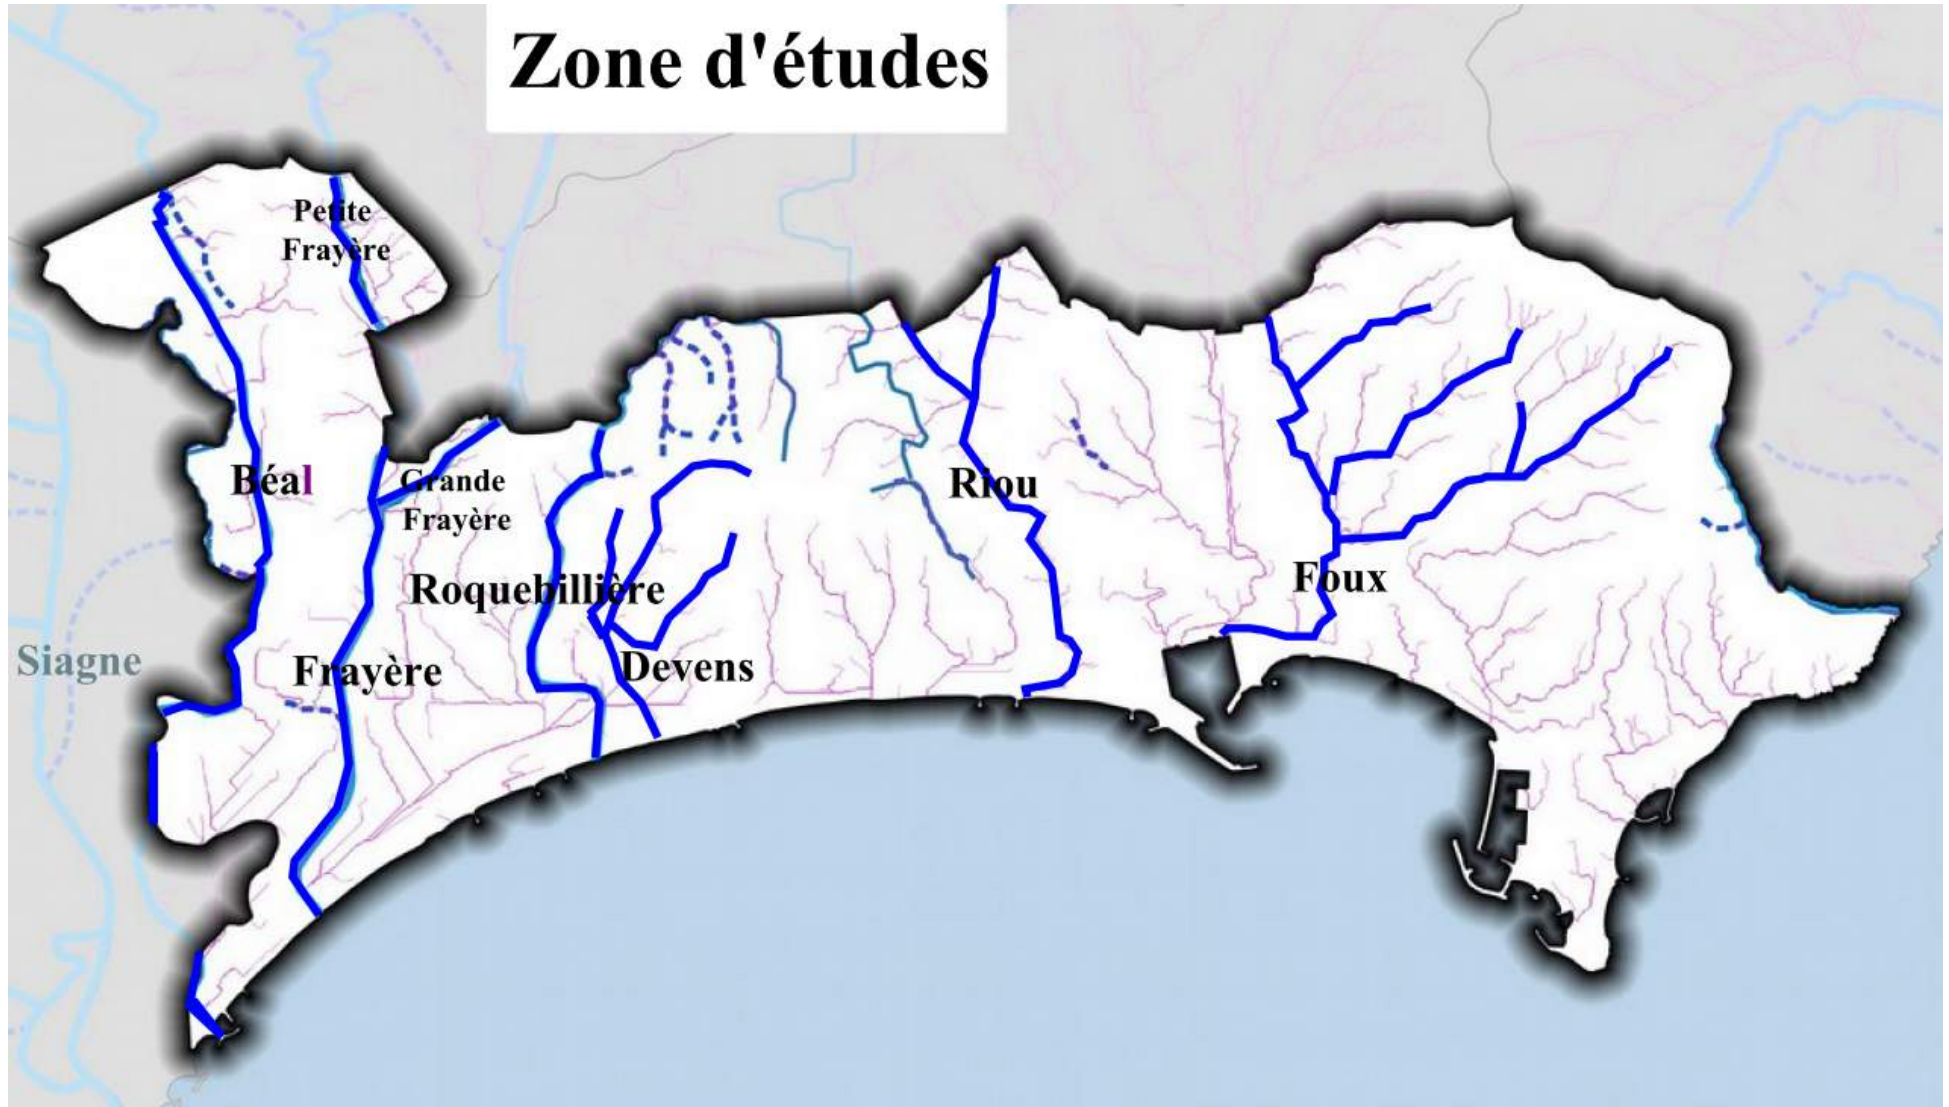 Zone d'études
Petite
Frayère
Béal
Grande
Frayère
Riou
Roquebillière
Foux
Siagne
Frayère
Devens